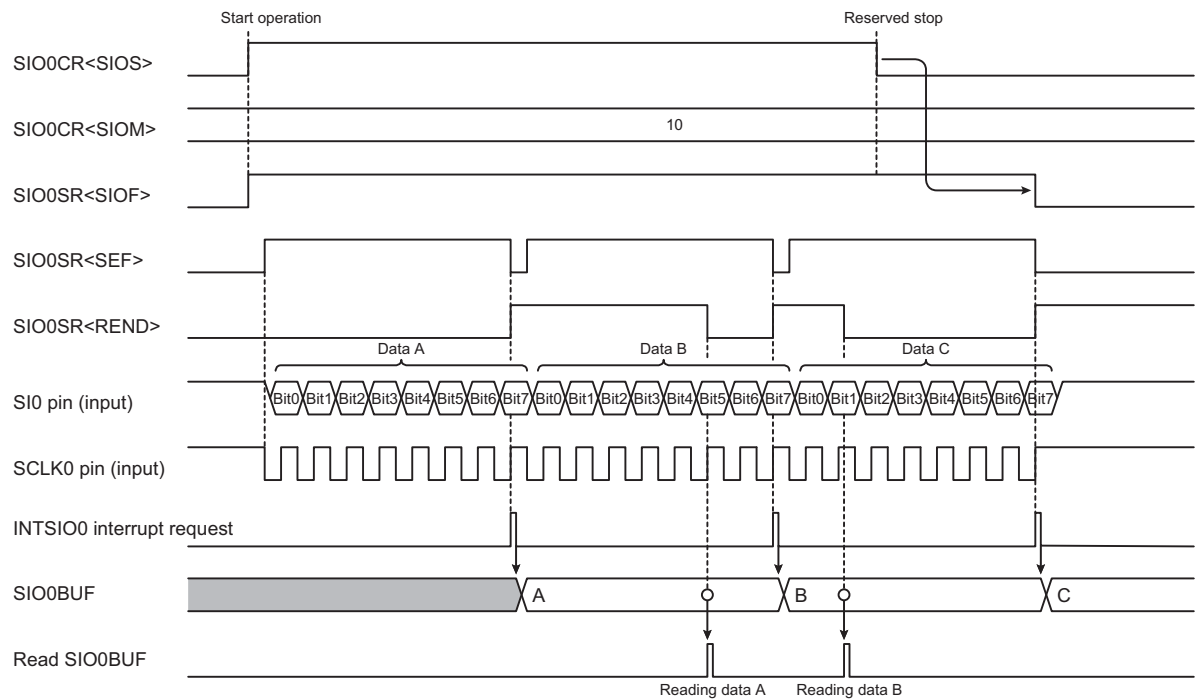 Start operation
Reserved stop
SIO0CR<SIOS>
SIO0CR<SIOM>
10
SIO0SR<SIOF>
SIO0SR<SEF>
SIO0SR<REND>
Data A
Data B
Data C
SI0 pin (input)
Bit0 Bit1 Bit2 Bit3 Bit4 Bit5 Bit6 Bit7 Bit0 Bit1 Bit2 Bit3 Bit4 Bit5 Bit6 Bit7 Bit0 Bit1 Bit2 Bit3 Bit4 Bit5 Bit6 Bit7
SCLK0 pin (input)
INTSIO0 interrupt request
SIO0BUF
A
B
C
Read SIO0BUF
Reading data A
Reading data B